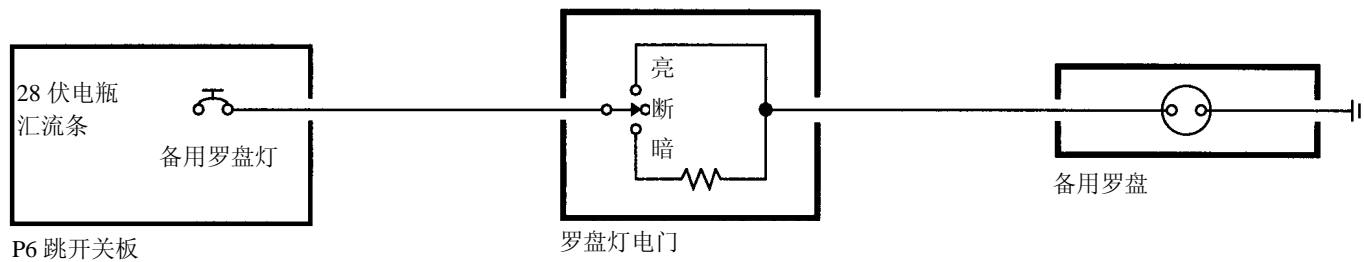 28 伏电瓶
汇流条
备用罗盘灯
P6 跳开关板
亮
断
暗
罗盘灯电门
备用罗盘